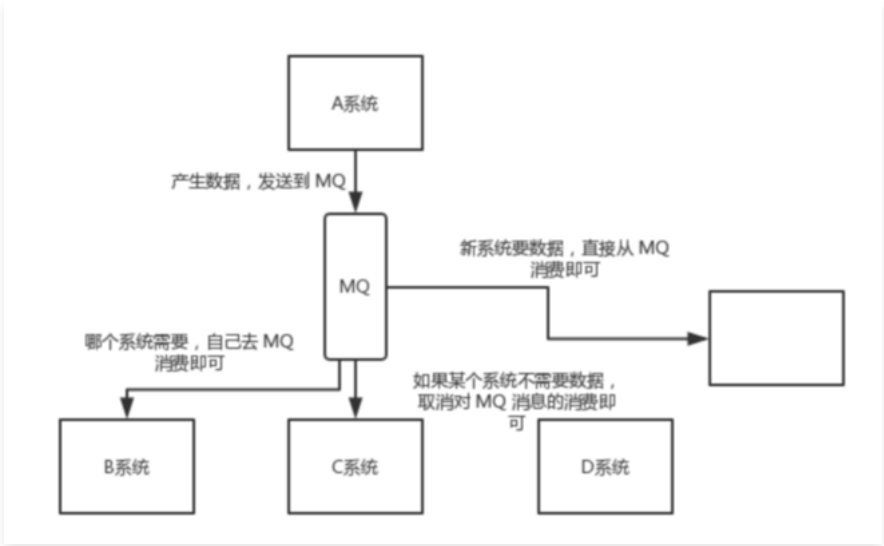 A系统
产生数据，发送到 MQ
MQ
新系统要数据，直接从 MQ
消费即可
哪个系统需要，自己去 MQ
消费即可
如果某个系统不需要数据，
取消对 MQ 消息的消费即
可
B系统
C系统
D系统